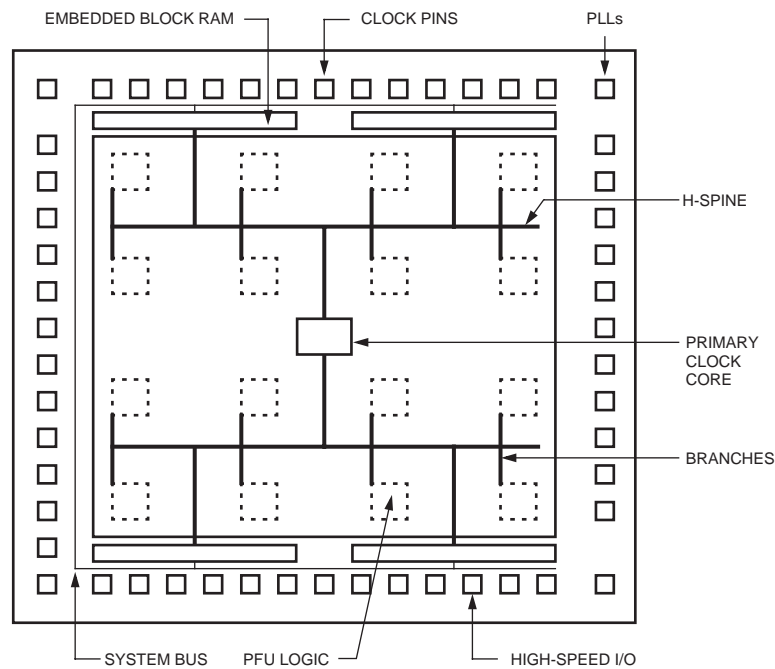 EMBEDDED BLOCK RAM
CLOCK PINS
PLLs
H-SPINE
PRIMARY
CLOCK
CORE
BRANCHES
SYSTEM BUS
PFU LOGIC
HIGH-SPEED I/O